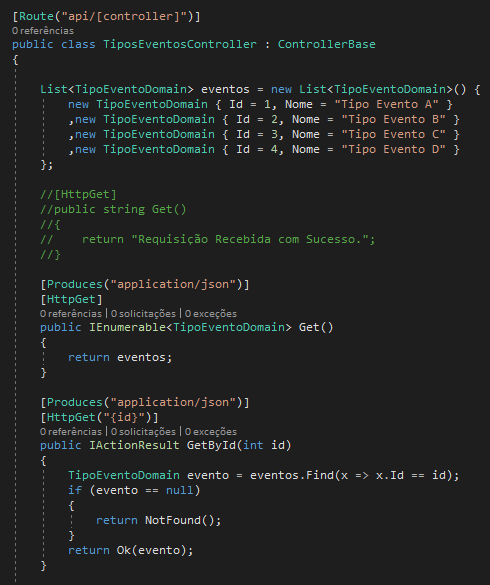 [Route("api/[controller]")]
0 referências
public class TiposEventosController : ControllerBase
{
List<TipoEventoDomain> eventos = new List<TipoEventoDomain>() {
new TipoEventoDomain { Id = 1, Nome = "Tipo Evento A" }
,new TipoEventoDomain { Id = 2, Nome = "Tipo Evento B" }
,new TipoEventoDomain { Id = 3, Nome = "Tipo Evento C" }
,new TipoEventoDomain { Id = 4, Nome = "Tipo Evento D" }
};
//[HttpGet]
//public string Get()
//{
//    return "Requisição Recebida com Sucesso.";
//}
[Produces("application/json")]
[HttpGet]
0 referências | 0 solicitações | 0 exceções
public IEnumerable<TipoEventoDomain> Get()
{
return eventos;
}
[Produces("application/json")]
[HttpGet("{id}")]
0 referências | 0 solicitações | 0 exceções
public IActionResult GetById(int id)
{
TipoEventoDomain evento = eventos.Find(x => x.Id == id);
if (evento == null)
{
return NotFound();
}
return Ok(evento);
}